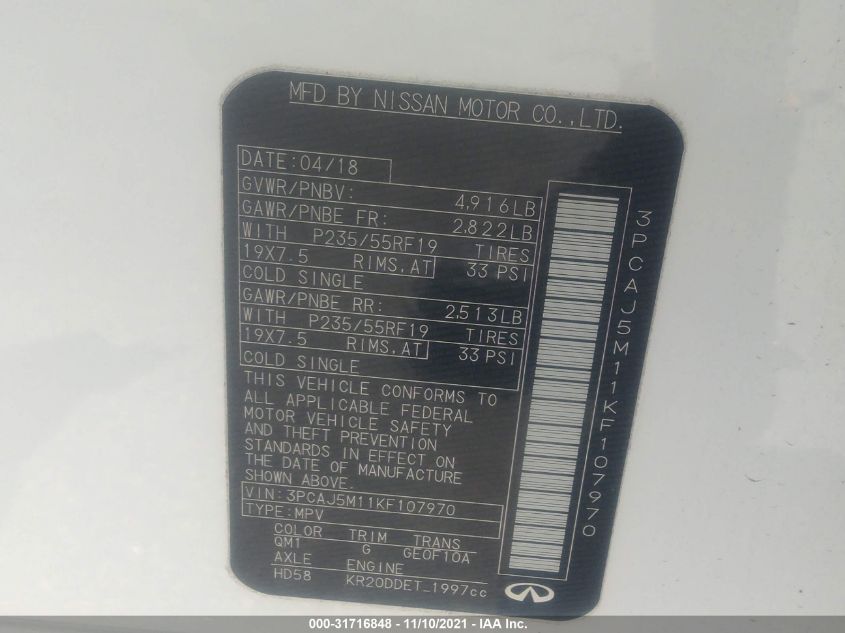 MFD BY NISSAN MOTOR CO.,LTD.
DATE:04/18
GVWR/PNBV: 4,916LB
GAWR/PNBE FR: 2,822LB
WITH P235/55RF19 TIRES
19X7.5 RIMS,AT 33 PSI
COLD SINGLE
GAWR/PNBE RR: 2,513LB
WITH P235/55RF19 TIRES
19X7.5 RIMS,AT 33 PSI
COLD SINGLE
THIS VEHICLE CONFORMS TO
ALL APPLICABLE FEDERAL
MOTOR VEHICLE SAFETY
AND THEFT PREVENTION
STANDARDS IN EFFECT ON
THE DATE OF MANUFACTURE
SHOWN ABOVE.
VIN:3PCAJ5M11KF107970
TYPE:MPV
COLOR TRIM TRANS
QM1 G GE0F10A
AXLE ENGINE
HD58 KR20DDET_1997cc
3PCAJ5M11KF107970
000-31716848 - 11/10/2021 - IAA Inc.